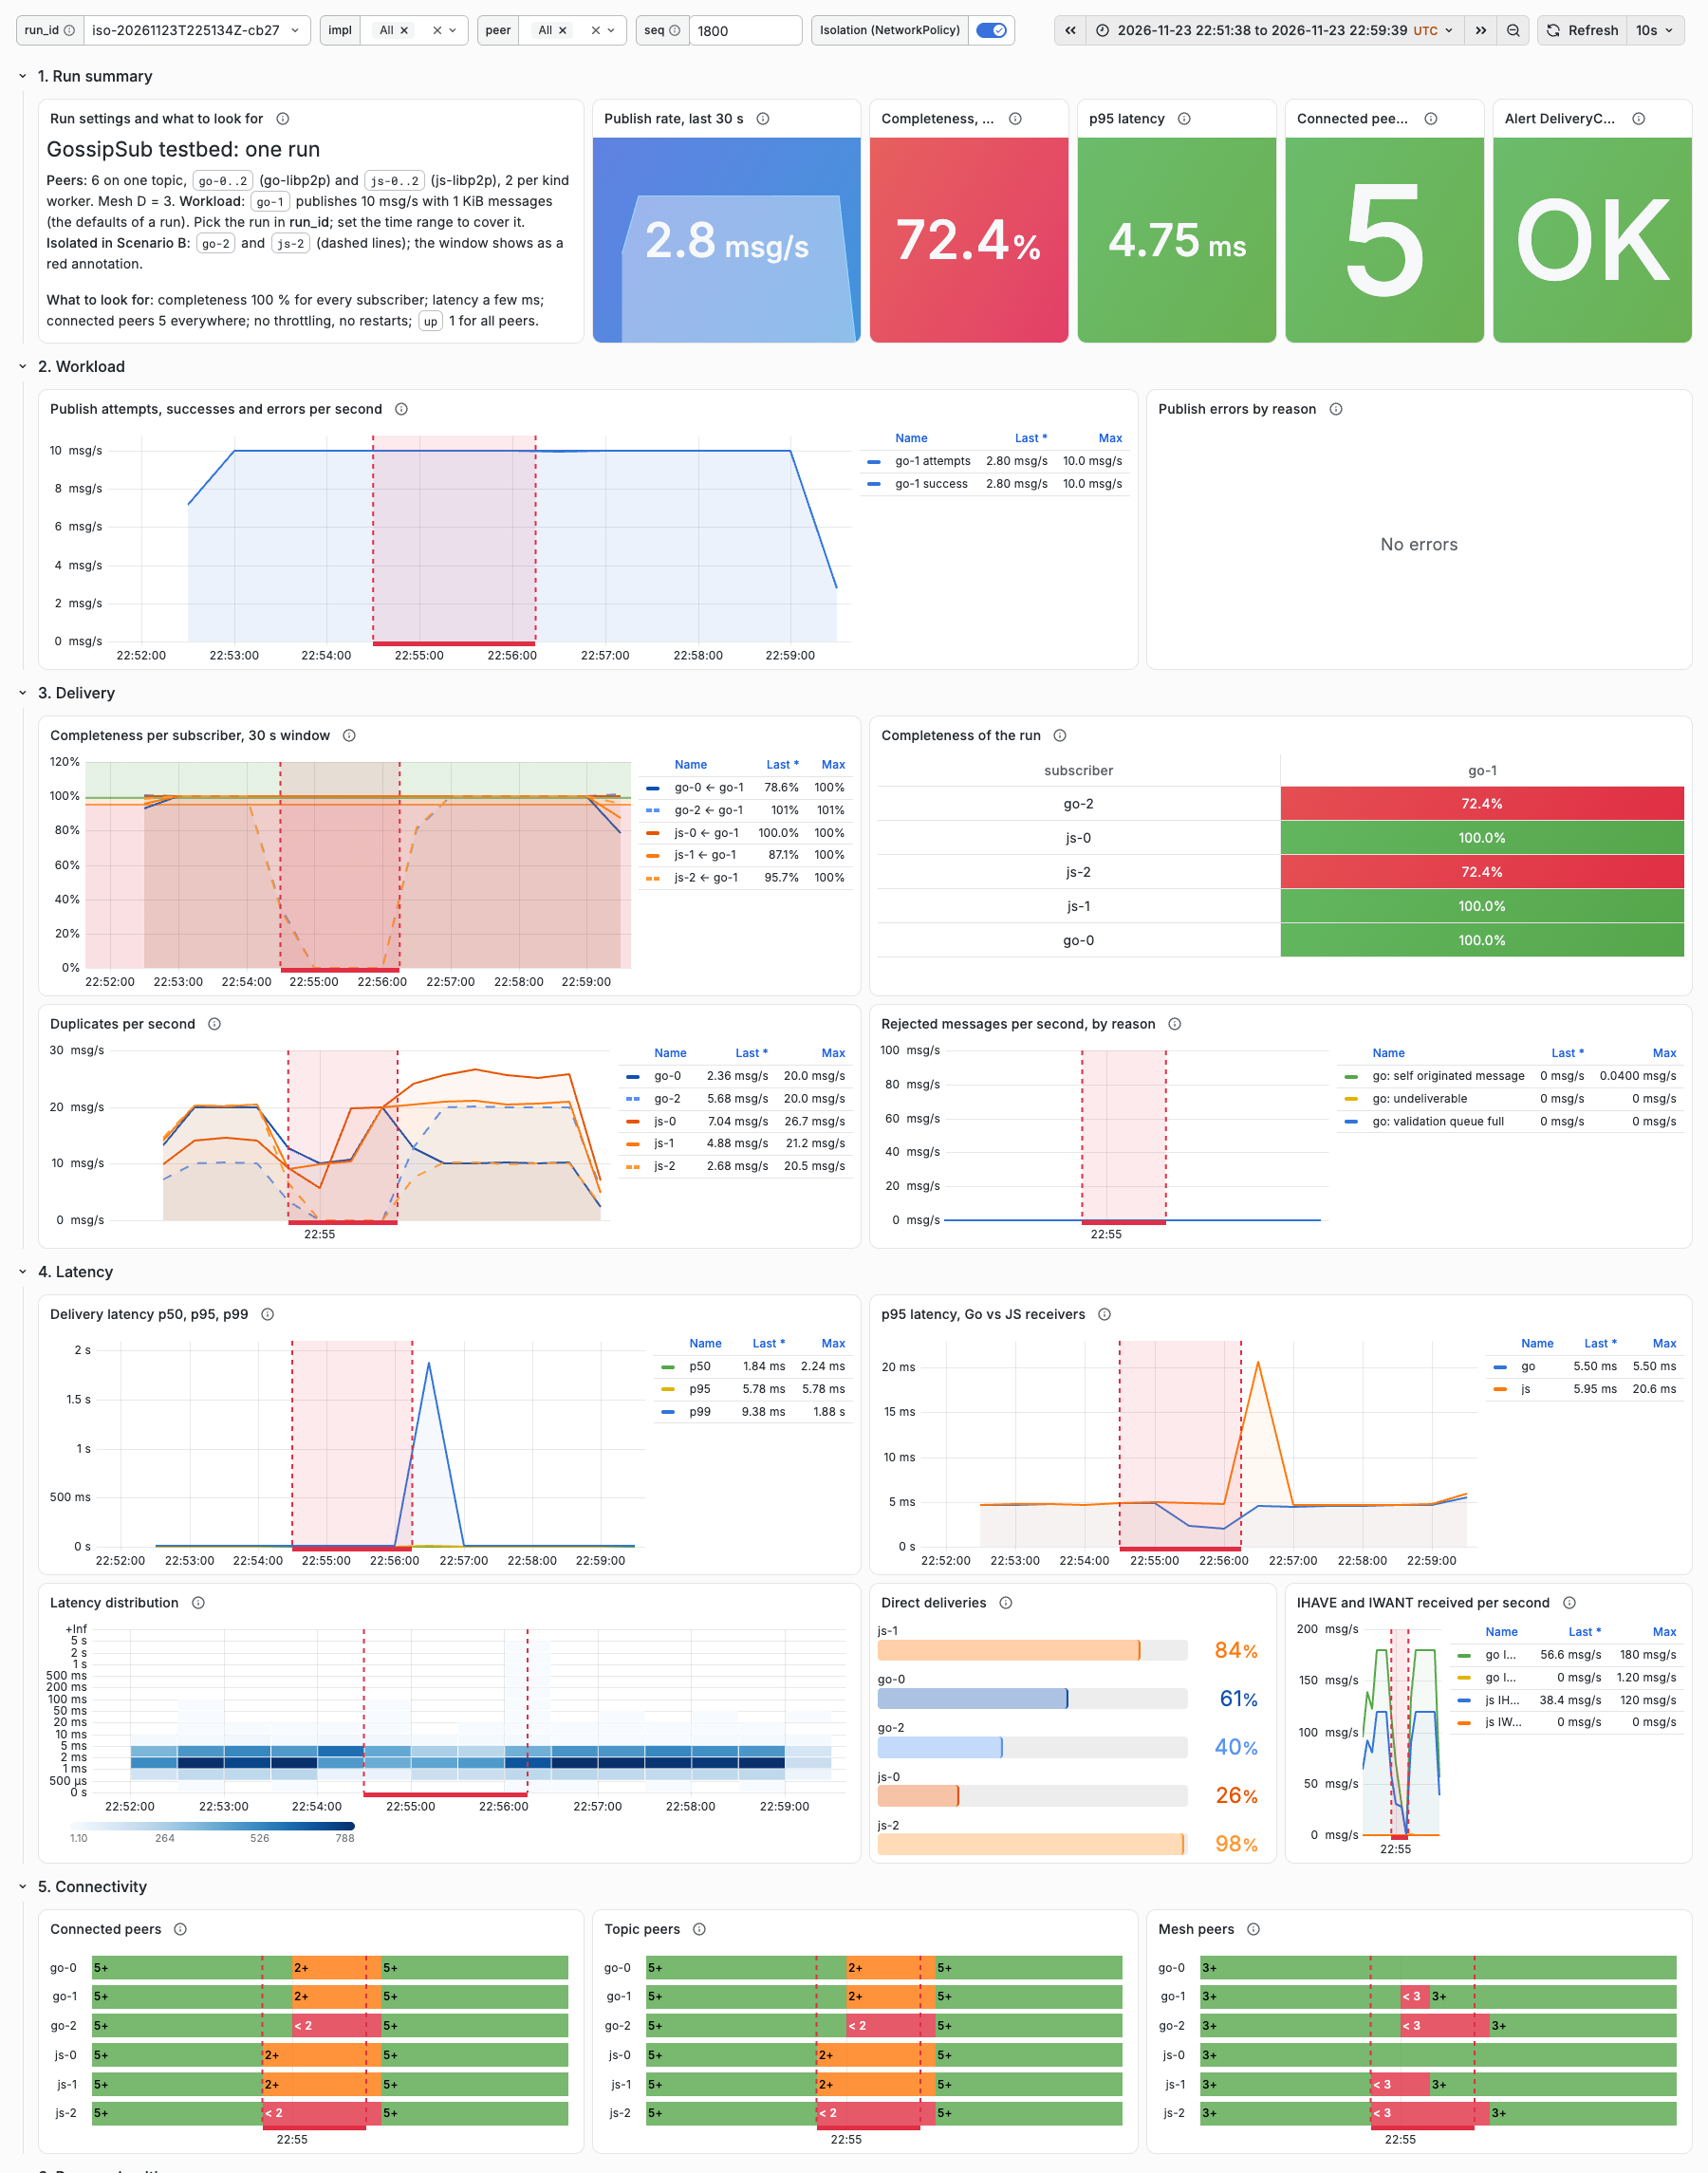 run_id iso-20261123T225134Z-cb27 impl All peer All seq 1800 Isolation (NetworkPolicy) 2026-11-23 22:51:38 to 2026-11-23 22:59:39 UTC Refresh 10s
1. Run summary
Run settings and what to look for
GossipSub testbed: one run
Peers: 6 on one topic, go-0..2 (go-libp2p) and js-0..2 (js-libp2p), 2 per kind
worker. Mesh D = 3. Workload: go-1 publishes 10 msg/s with 1 KiB messages
(the defaults of a run). Pick the run in run_id; set the time range to cover it.
Isolated in Scenario B: go-2 and js-2 (dashed lines); the window shows as a
red annotation.
What to look for: completeness 100 % for every subscriber; latency a few ms;
connected peers 5 everywhere; no throttling, no restarts; up 1 for all peers.
Publish rate, last 30 s
2.8 msg/s
Completeness, ...
72.4%
p95 latency
4.75 ms
Connected pee...
5
Alert DeliveryC...
OK
2. Workload
Publish attempts, successes and errors per second
10 msg/s
8 msg/s
6 msg/s
4 msg/s
2 msg/s
0 msg/s
22:52:00 22:53:00 22:54:00 22:55:00 22:56:00 22:57:00 22:58:00 22:59:00
Name Last * Max
go-1 attempts 2.80 msg/s 10.0 msg/s
go-1 success 2.80 msg/s 10.0 msg/s
Publish errors by reason
No errors
3. Delivery
Completeness per subscriber, 30 s window
120%
100%
80%
60%
40%
20%
0%
22:52:00 22:53:00 22:54:00 22:55:00 22:56:00 22:57:00 22:58:00 22:59:00
Name Last * Max
go-0 ← go-1 78.6% 100%
go-2 ← go-1 101% 101%
js-0 ← go-1 100.0% 100%
js-1 ← go-1 87.1% 100%
js-2 ← go-1 95.7% 100%
Completeness of the run
subscriber go-1
go-2 72.4%
js-0 100.0%
js-2 72.4%
js-1 100.0%
go-0 100.0%
Duplicates per second
30 msg/s
20 msg/s
10 msg/s
0 msg/s
22:55
Name Last * Max
go-0 2.36 msg/s 20.0 msg/s
go-2 5.68 msg/s 20.0 msg/s
js-0 7.04 msg/s 26.7 msg/s
js-1 4.88 msg/s 21.2 msg/s
js-2 2.68 msg/s 20.5 msg/s
Rejected messages per second, by reason
100 msg/s
80 msg/s
60 msg/s
40 msg/s
20 msg/s
0 msg/s
22:55
Name Last * Max
go: self originated message 0 msg/s 0.0400 msg/s
go: undeliverable 0 msg/s 0 msg/s
go: validation queue full 0 msg/s 0 msg/s
4. Latency
Delivery latency p50, p95, p99
2 s
1.5 s
1 s
500 ms
0 s
22:52:00 22:53:00 22:54:00 22:55:00 22:56:00 22:57:00 22:58:00 22:59:00
Name Last * Max
p50 1.84 ms 2.24 ms
p95 5.78 ms 5.78 ms
p99 9.38 ms 1.88 s
p95 latency, Go vs JS receivers
20 ms
15 ms
10 ms
5 ms
0 s
22:52:00 22:53:00 22:54:00 22:55:00 22:56:00 22:57:00 22:58:00 22:59:00
Name Last * Max
go 5.50 ms 5.50 ms
js 5.95 ms 20.6 ms
Latency distribution
+Inf
5 s
2 s
1 s
500 ms
200 ms
100 ms
50 ms
20 ms
10 ms
5 ms
2 ms
1 ms
500 µs
0 s
22:52:00 22:53:00 22:54:00 22:55:00 22:56:00 22:57:00 22:58:00 22:59:00
1.10 264 526 788
Direct deliveries
js-1
84%
go-0
61%
go-2
40%
js-0
26%
js-2
98%
IHAVE and IWANT received per second
200 msg/s
150 msg/s
100 msg/s
50 msg/s
0 msg/s
22:55
Name Last * Max
go I... 56.6 msg/s 180 msg/s
go I... 0 msg/s 1.20 msg/s
js IH... 38.4 msg/s 120 msg/s
js IW... 0 msg/s 0 msg/s
5. Connectivity
Connected peers
go-0 5+ 2+ 5+
go-1 5+ 2+ 5+
go-2 5+ < 2 5+
js-0 5+ 2+ 5+
js-1 5+ 2+ 5+
js-2 5+ < 2 5+
22:55
Topic peers
go-0 5+ 2+ 5+
go-1 5+ 2+ 5+
go-2 5+ < 2 5+
js-0 5+ 2+ 5+
js-1 5+ 2+ 5+
js-2 5+ < 2 5+
22:55
Mesh peers
go-0 3+
go-1 3+ < 3 3+
go-2 3+ < 3 3+
js-0 3+
js-1 3+ < 3 3+
js-2 3+ < 3 3+
22:55